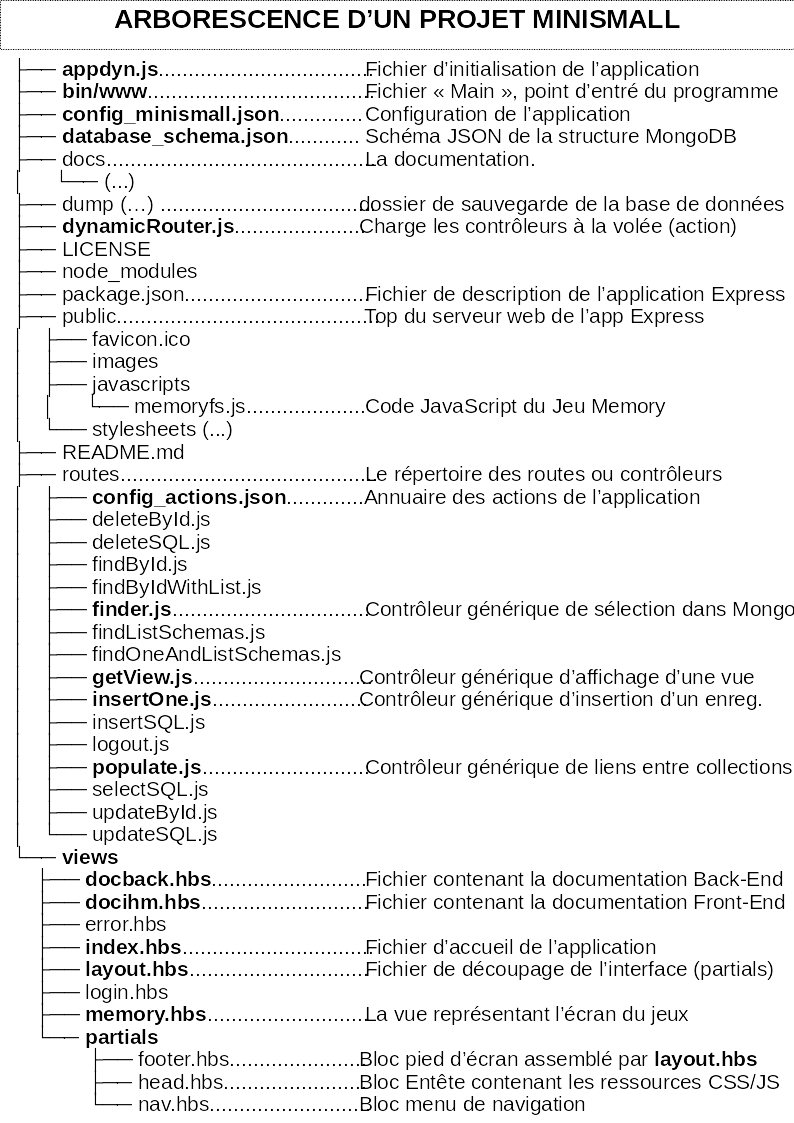 ARBORESCENCE D'UN PROJET MINISMALL
├── appdyn.js....................................Fichier d'initialisation de l'application
├── bin/www.....................................Fichier « Main », point d'entré du programme
├── config_minismall.json.............. Configuration de l'application
├── database_schema.json............ Schéma JSON de la structure MongoDB
├── docs.............................................La documentation.
│   └── (...)
├── dump (…) ....................................dossier de sauvegarde de la base de données
├── dynamicRouter.js......................Charge les contrôleurs à la volée (action)
├── LICENSE
├── node_modules
├── package.json...............................Fichier de description de l'application Express
├── public............................................Top du serveur web de l'app Express
│   ├── favicon.ico
│   ├── images
│   ├── javascripts
│   │   └── memoryfs.js....................Code JavaScript du Jeu Memory
│   └── stylesheets (...)
├── README.md
├── routes..........................................Le répertoire des routes ou contrôleurs
│   ├── config_actions.json.............Annuaire des actions de l'application
│   ├── deleteById.js
│   ├── deleteSQL.js
│   ├── findById.js
│   ├── findByIdWithList.js
│   ├── finder.js.................................Contrôleur générique de sélection dans Mongo
│   ├── findListSchemas.js
│   ├── findOneAndListSchemas.js
│   ├── getView.js............................Contrôleur générique d'affichage d'une vue
│   ├── insertOne.js.........................Contrôleur générique d'insertion d'un enreg.
│   ├── insertSQL.js
│   ├── logout.js
│   ├── populate.js............................Contrôleur générique de liens entre collections
│   ├── selectSQL.js
│   ├── updateById.js
│   └── updateSQL.js
└── views
    ├── docback.hbs..........................Fichier contenant la documentation Back-End
    ├── docihm.hbs............................Fichier contenant la documentation Front-End
    ├── error.hbs
    ├── index.hbs...............................Fichier d'accueil de l'application
    ├── layout.hbs..............................Fichier de découpage de l'interface (partials)
    ├── login.hbs
    ├── memory.hbs...........................La vue représentant l'écran du jeux
    └── partials
        ├── footer.hbs......................Bloc pied d'écran assemblé par layout.hbs
        ├── head.hbs.......................Bloc Entête contenant les ressources CSS/JS
        └── nav.hbs..........................Bloc menu de navigation